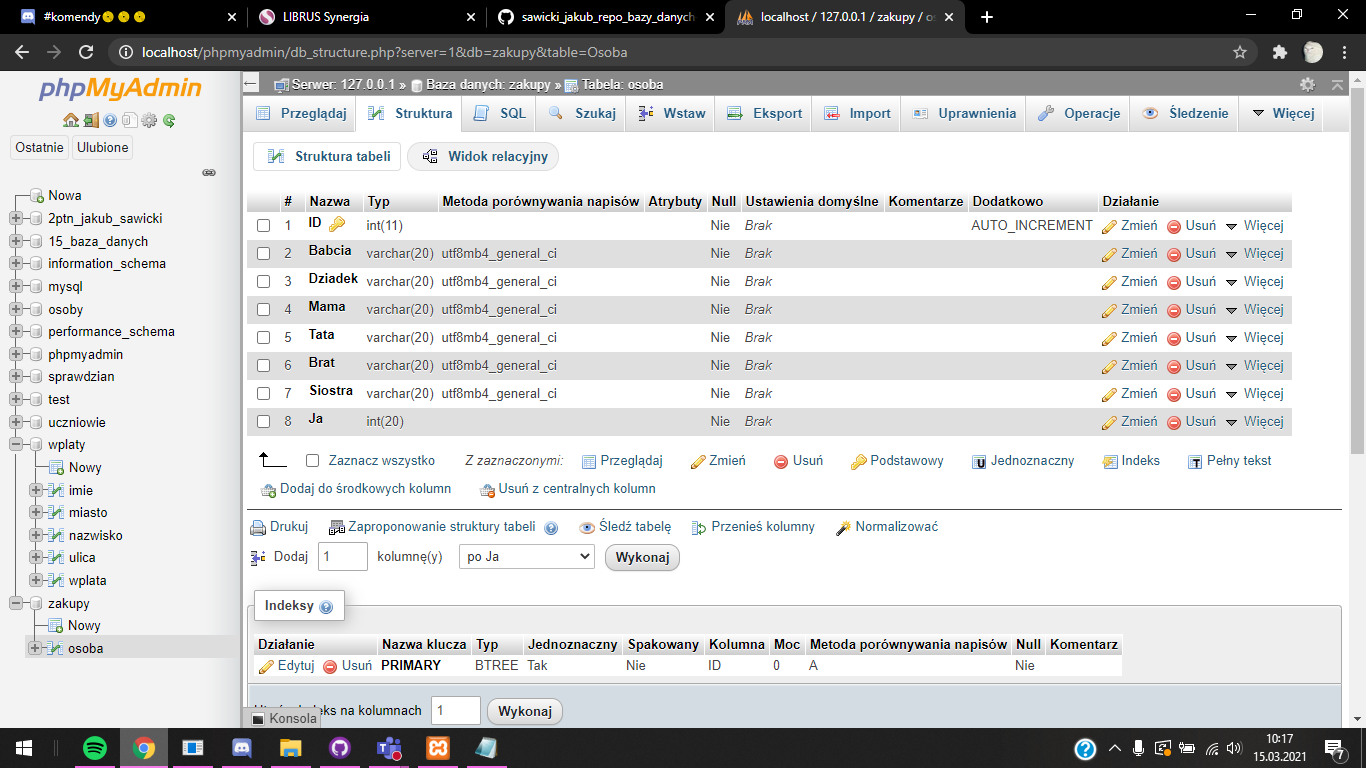 #komendy
LIBRUS Synergia
sawicki_jakub_repo_bazy_danych
localhost / 127.0.0.1 / zakupy / o
localhost/phpmyadmin/db_structure.php?server=1&db=zakupy&table=Osoba
phpMyAdmin
Ostatnie Ulubione
Nowa
2ptn_jakub_sawicki
15_baza_danych
information_schema
mysql
osoby
performance_schema
phpmyadmin
sprawdzian
test
uczniowie
wplaty
Nowy
imie
miasto
nazwisko
ulica
wplata
zakupy
Nowy
osoba
Serwer: 127.0.0.1 » Baza danych: zakupy » Tabela: osoba
Przeglądaj Struktura SQL Szukaj Wstaw Eksport Import Uprawnienia Operacje Śledzenie Więcej
Struktura tabeli Widok relacyjny
# Nazwa Typ Metoda porównywania napisów Atrybuty Null Ustawienia domyślne Komentarze Dodatkowo Działanie
1 ID int(11) Nie Brak AUTO_INCREMENT Zmień Usuń Więcej
2 Babcia varchar(20) utf8mb4_general_ci Nie Brak Zmień Usuń Więcej
3 Dziadek varchar(20) utf8mb4_general_ci Nie Brak Zmień Usuń Więcej
4 Mama varchar(20) utf8mb4_general_ci Nie Brak Zmień Usuń Więcej
5 Tata varchar(20) utf8mb4_general_ci Nie Brak Zmień Usuń Więcej
6 Brat varchar(20) utf8mb4_general_ci Nie Brak Zmień Usuń Więcej
7 Siostra varchar(20) utf8mb4_general_ci Nie Brak Zmień Usuń Więcej
8 Ja int(20) Nie Brak Zmień Usuń Więcej
Zaznacz wszystko Z zaznaczonymi: Przeglądaj Zmień Usuń Podstawowy Jednoznaczny Indeks Pełny tekst
Dodaj do środkowych kolumn Usuń z centralnych kolumn
Drukuj Zaproponowanie struktury tabeli Śledź tabelę Przenieś kolumny Normalizować
Dodaj 1 kolumnę(y) po Ja Wykonaj
Indeksy
Działanie Nazwa klucza Typ Jednoznaczny Spakowany Kolumna Moc Metoda porównywania napisów Null Komentarz
Edytuj Usuń PRIMARY BTREE Tak Nie ID 0 A Nie
na kolumnach 1 Wykonaj
Konsola
10:17
15.03.2021
7